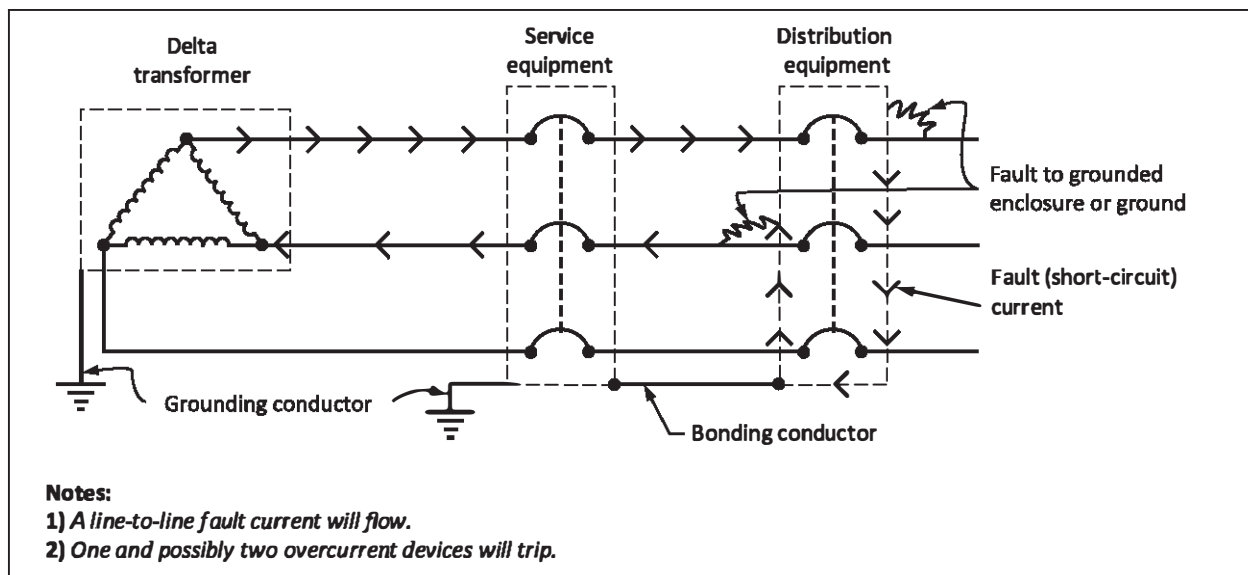 Delta
transformer
Service
equipment
Distribution
equipment
Fault to grounded
enclosure or ground
Fault (short-circuit)
current
Grounding conductor
Bonding conductor
Notes:
1) A line-to-line fault current will flow.
2) One and possibly two overcurrent devices will trip.